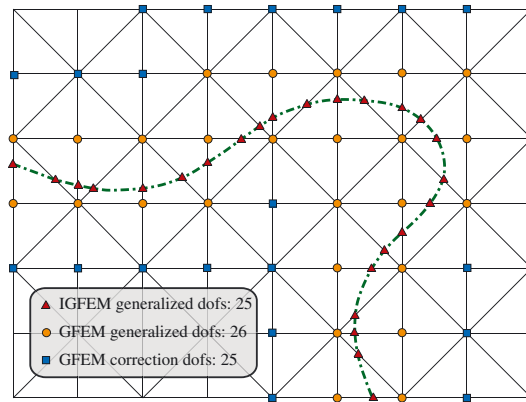 IGFEM generalized dofs: 25
GFEM generalized dofs: 26
GFEM correction dofs: 25